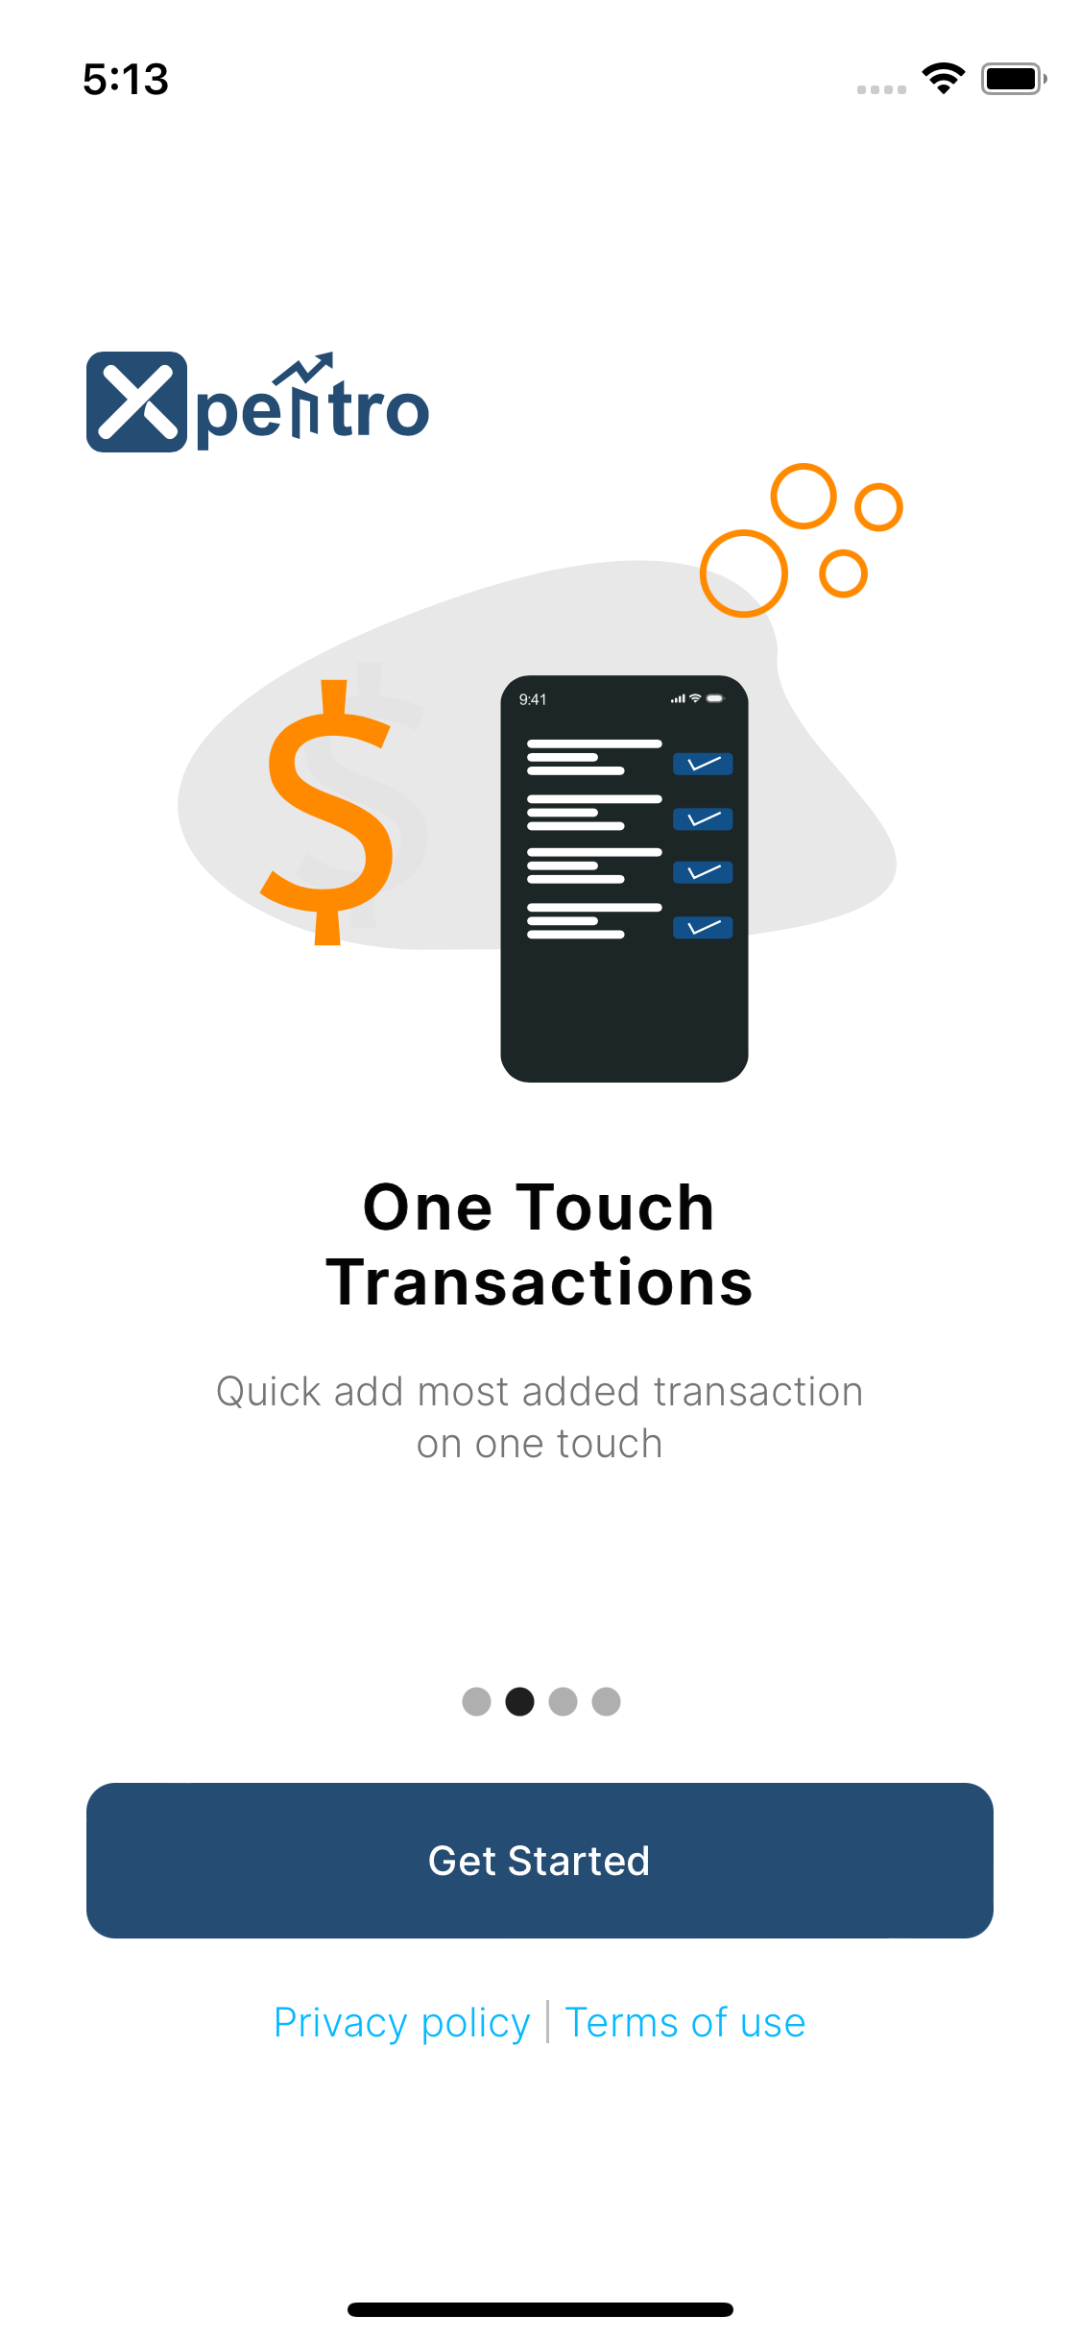 5:13
Xpentro
9:41
One Touch
Transactions
Quick add most added transaction
on one touch
Get Started
Privacy policy | Terms of use